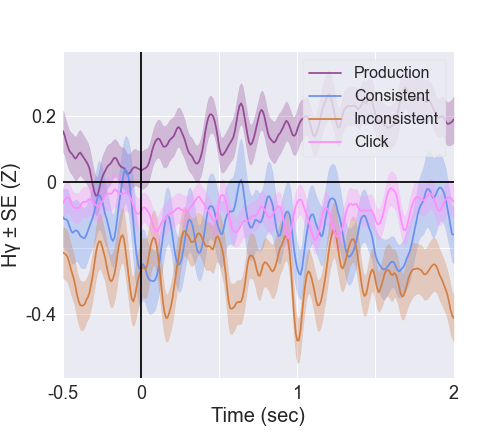 Production
Consistent
Inconsistent
Click
0.2
0
-0.4
Hγ ± SE (Z)
-0.5 0 1 2
Time (sec)